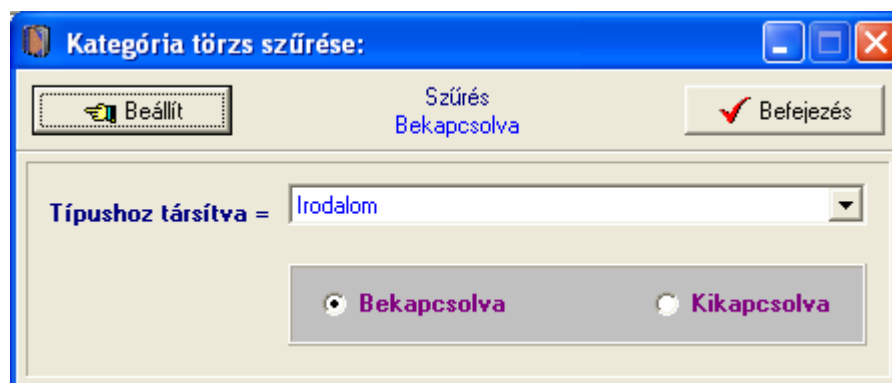 Kategória törzs szűrése:
Beállít
Szűrés
Bekapcsolva
Befejezés
Típushoz társítva =
Irodalom
Bekapcsolva
Kikapcsolva